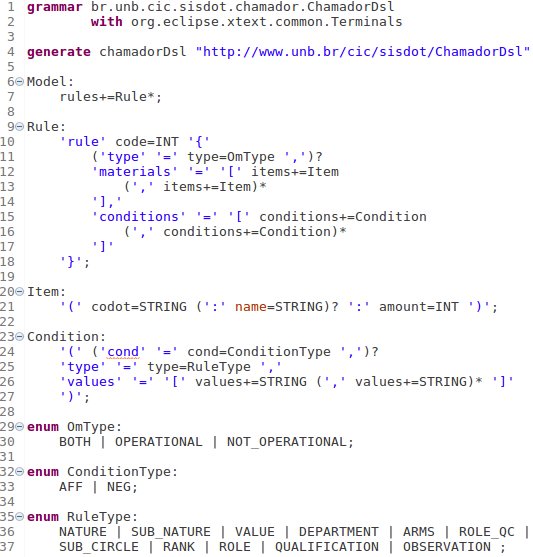 1 grammar br.unb.cic.sisdot.chamador.ChamadorDsl
2 with org.eclipse.xtext.common.Terminals
3
4 generate chamadorDsl "http://www.unb.br/cic/sisdot/ChamadorDsl"
5
6 Model:
7 rules+=Rule*;
8
9 Rule:
10 'rule' code=INT '{'
11 ('type' '=' type=OmType ',')?
12 'materials' '=' '[' items+=Item
13 (',' items+=Item)*
14 '],'
15 'conditions' '=' '[' conditions+=Condition
16 (',' conditions+=Condition)*
17 ']'
18 '}';
19
20 Item:
21 '(' codot=STRING (':' name=STRING)? ':' amount=INT ')';
22
23 Condition:
24 '(' ('cond' '=' cond=ConditionType ',')?
25 'type' '=' type=RuleType ','
26 'values' '=' '[' values+=STRING (',' values+=STRING)* ']'
27 ')';
28
29 enum OmType:
30 BOTH | OPERATIONAL | NOT_OPERATIONAL;
31
32 enum ConditionType:
33 AFF | NEG;
34
35 enum RuleType:
36 NATURE | SUB_NATURE | VALUE | DEPARTMENT | ARMS | ROLE_QC |
37 SUB_CIRCLE | RANK | ROLE | QUALIFICATION | OBSERVATION ;